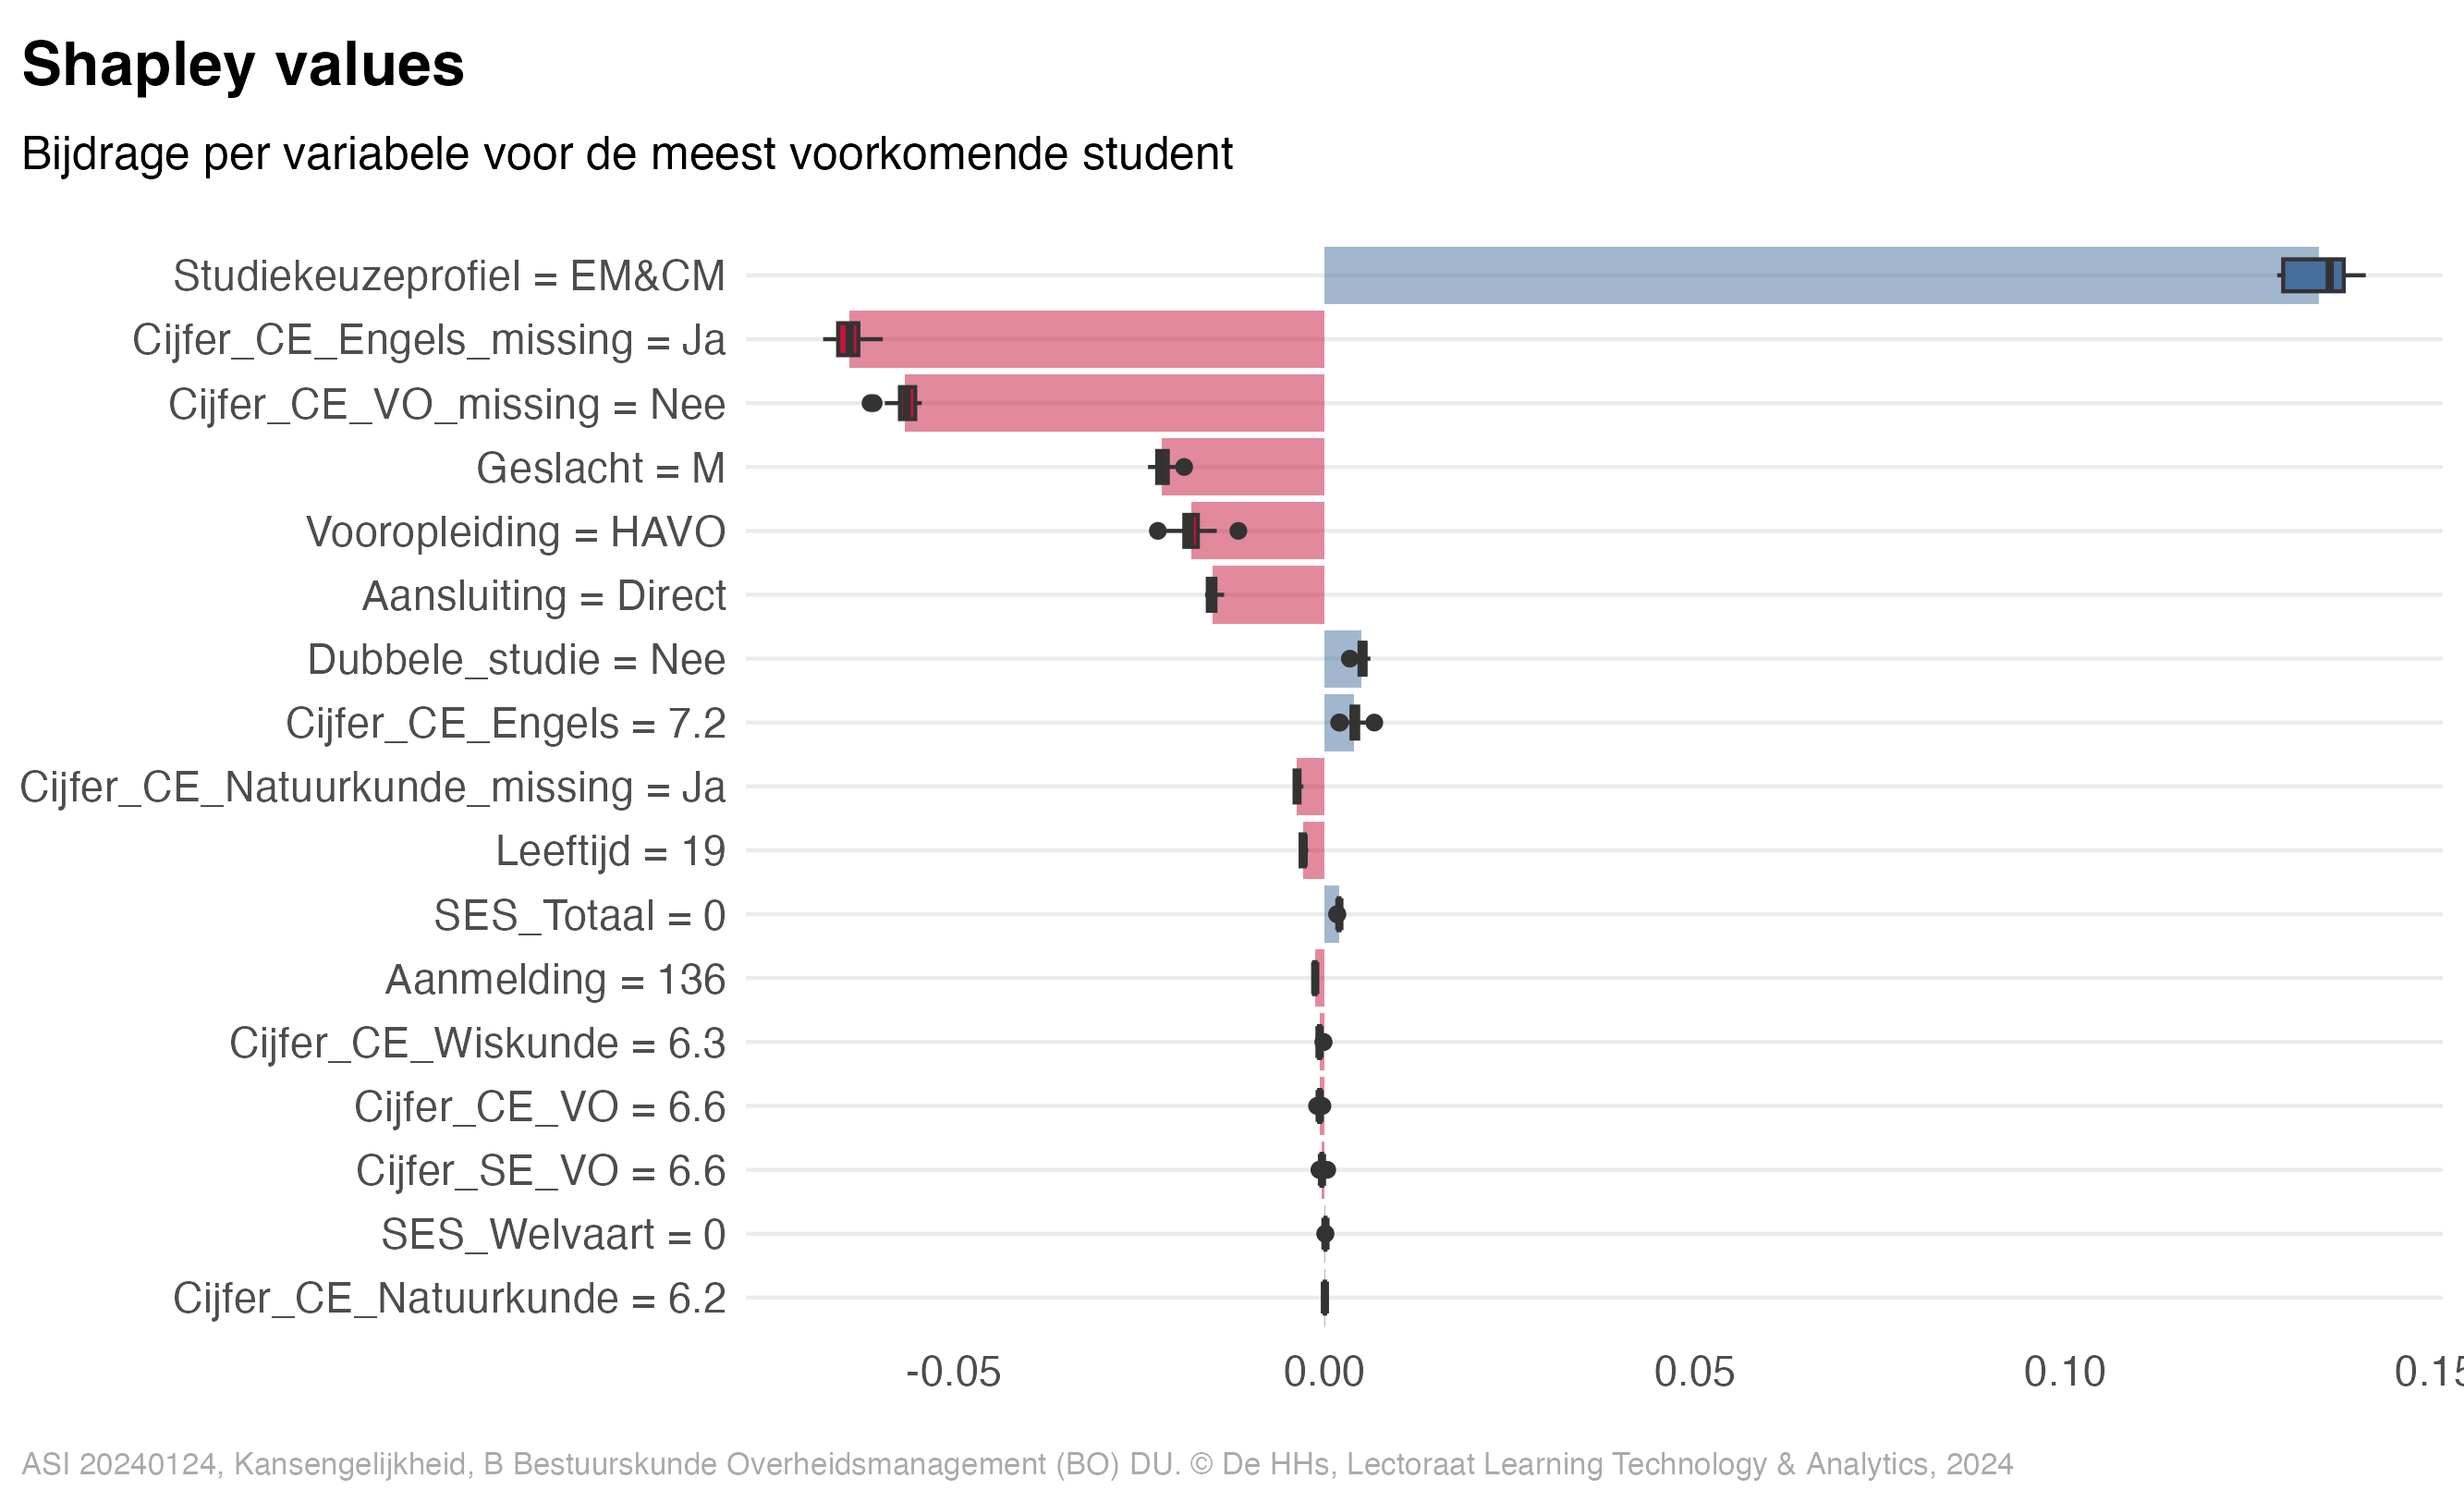 Shapley values
Bijdrage per variabele voor de meest voorkomende student
Studiekeuzeprofiel = EM&CM
Cijfer_CE_Engels_missing = Ja
Cijfer_CE_VO_missing = Nee
Geslacht = M
Vooropleiding = HAVO
Aansluiting = Direct
Dubbele_studie = Nee
Cijfer_CE_Engels = 7.2
Cijfer_CE_Natuurkunde_missing = Ja
Leeftijd = 19
SES_Totaal = 0
Aanmelding = 136
Cijfer_CE_Wiskunde = 6.3
Cijfer_CE_VO = 6.6
Cijfer_SE_VO = 6.6
SES_Welvaart = 0
Cijfer_CE_Natuurkunde = 6.2
-0.05 0.00 0.05 0.10 0.15
ASI 20240124, Kansengelijkheid, B Bestuurskunde Overheidsmanagement (BO) DU. © De HHs, Lectoraat Learning Technology & Analytics, 2024